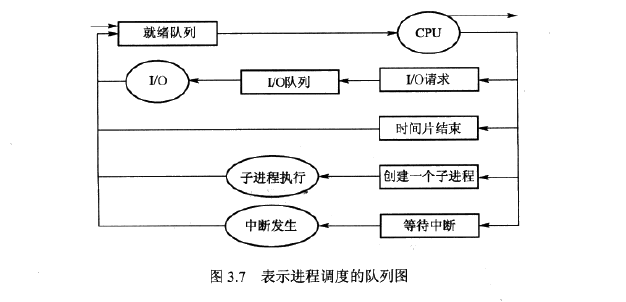 就绪队列 CPU
I/O I/O队列 I/O请求
时间片结束
子进程执行 创建一个子进程
中断发生 等待中断
图 3.7 表示进程调度的队列图